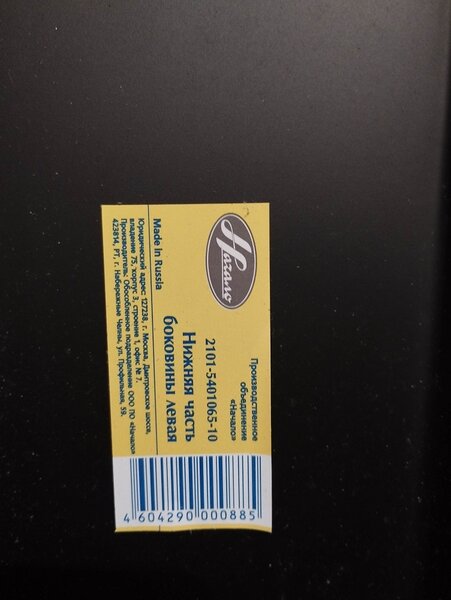 Начало
Производственное
объединение
«Начало»
2101-5401065-10
Нижняя часть
боковины левая
Made in Russia
Юридический адрес: 127238, г. Москва, Дмитровское шоссе,
владение 75, корпус 3, строение 1, офис № 7.
Производитель: Обособленное подразделение ООО ПО «Начало»
423814, РТ, г. Набережные Челны, ул. Профильная, 59.
4 604290 000885